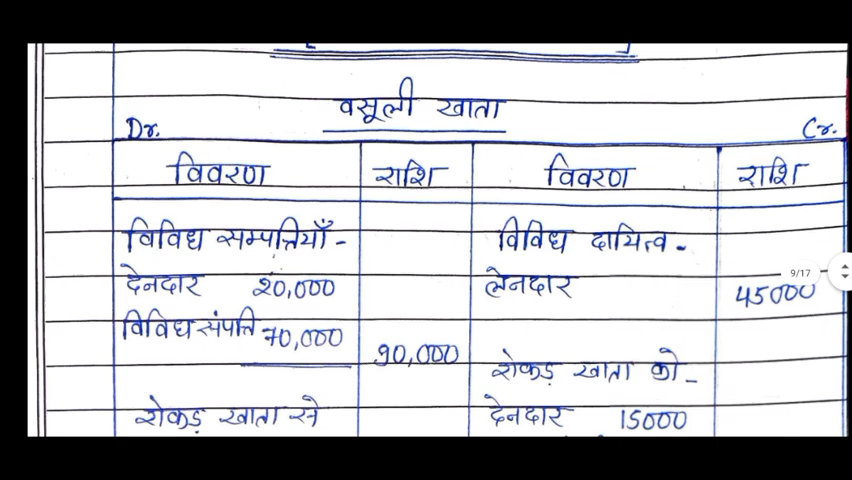 वसूली खाता
Dr. Cr.
विवरण राशि विवरण राशि
विविध सम्पत्तियाँ - विविध दायित्व -
देनदार 20,000 लेनदार 45000
9/17
विविध संपत्ति 70,000 90,000
रोकड़ खाता को -
रोकड़ खाता से देनदार 15000